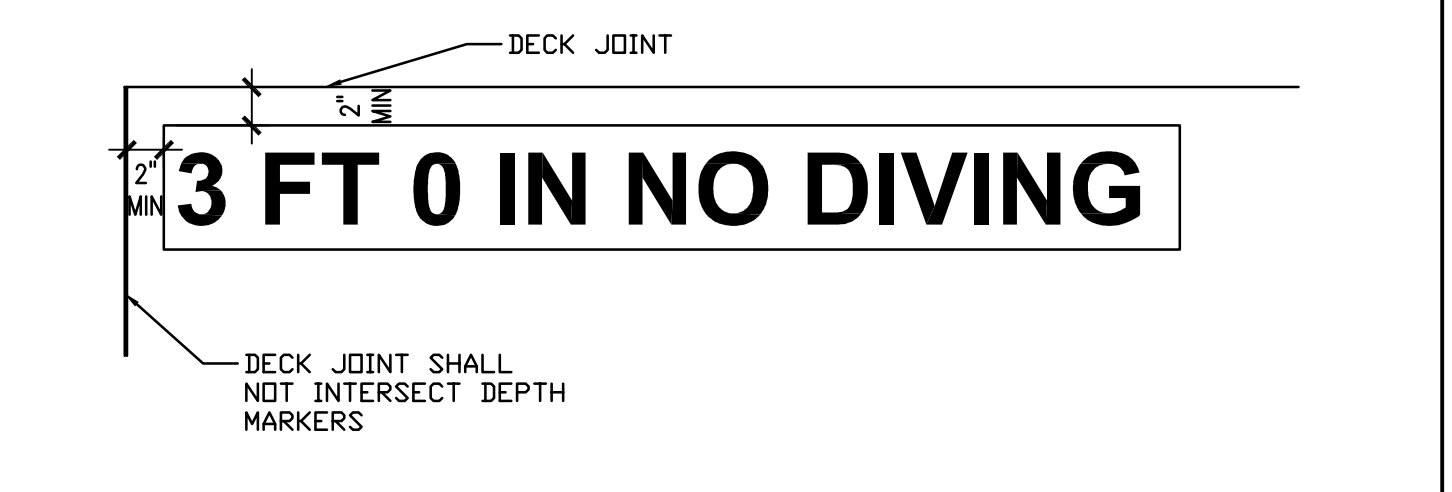 DECK JOINT
2"
MIN
2"
MIN
3 FT 0 IN NO DIVING
DECK JOINT SHALL
NOT INTERSECT DEPTH
MARKERS